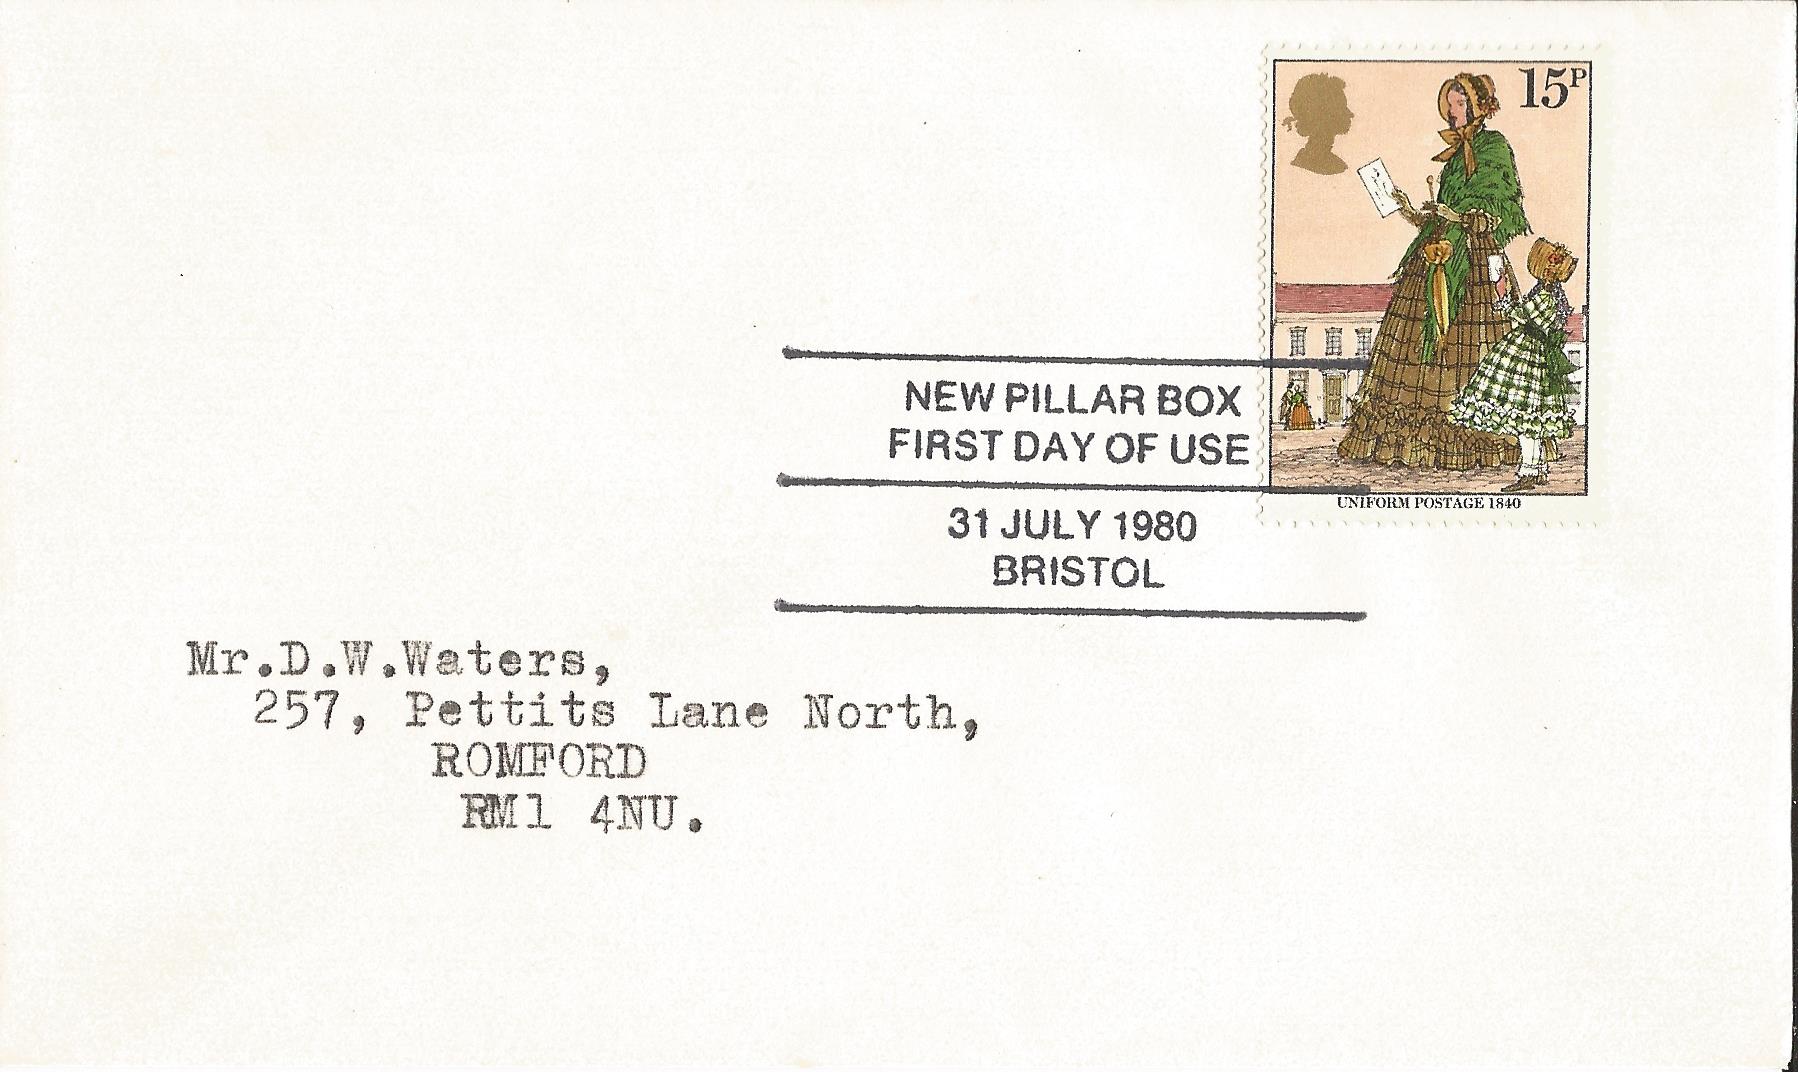 15P
NEW PILLAR BOX
FIRST DAY OF USE
UNIFORM POSTAGE 1840
31 JULY 1980
BRISTOL
Mr.D.W.Waters,
257, Pettits Lane North,
ROMFORD
RM1 4NU.